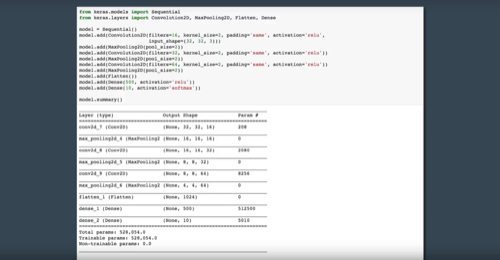 from keras.models import Sequential
from keras.layers import Convolution2D, MaxPooling2D, Flatten, Dense
model = Sequential()
model.add(Convolution2D(filters=16, kernel_size=2, padding='same', activation='relu',
input_shape=(32, 32, 3)))
model.add(MaxPooling2D(pool_size=2))
model.add(Convolution2D(filters=32, kernel_size=2, padding='same', activation='relu'))
model.add(MaxPooling2D(pool_size=2))
model.add(Convolution2D(filters=64, kernel_size=2, padding='same', activation='relu'))
model.add(MaxPooling2D(pool_size=2))
model.add(Flatten())
model.add(Dense(500, activation='relu'))
model.add(Dense(10, activation='softmax'))
model.summary()
Layer (type) Output Shape Param #
conv2d_7 (Conv2D) (None, 32, 32, 16) 208
max_pooling2d_4 (MaxPooling2 (None, 16, 16, 16) 0
conv2d_8 (Conv2D) (None, 16, 16, 32) 2080
max_pooling2d_5 (MaxPooling2 (None, 8, 8, 32) 0
conv2d_9 (Conv2D) (None, 8, 8, 64) 8256
max_pooling2d_6 (MaxPooling2 (None, 4, 4, 64) 0
flatten_1 (Flatten) (None, 1024) 0
dense_1 (Dense) (None, 500) 512500
dense_2 (Dense) (None, 10) 5010
Total params: 528,054.0
Trainable params: 528,054.0
Non-trainable params: 0.0